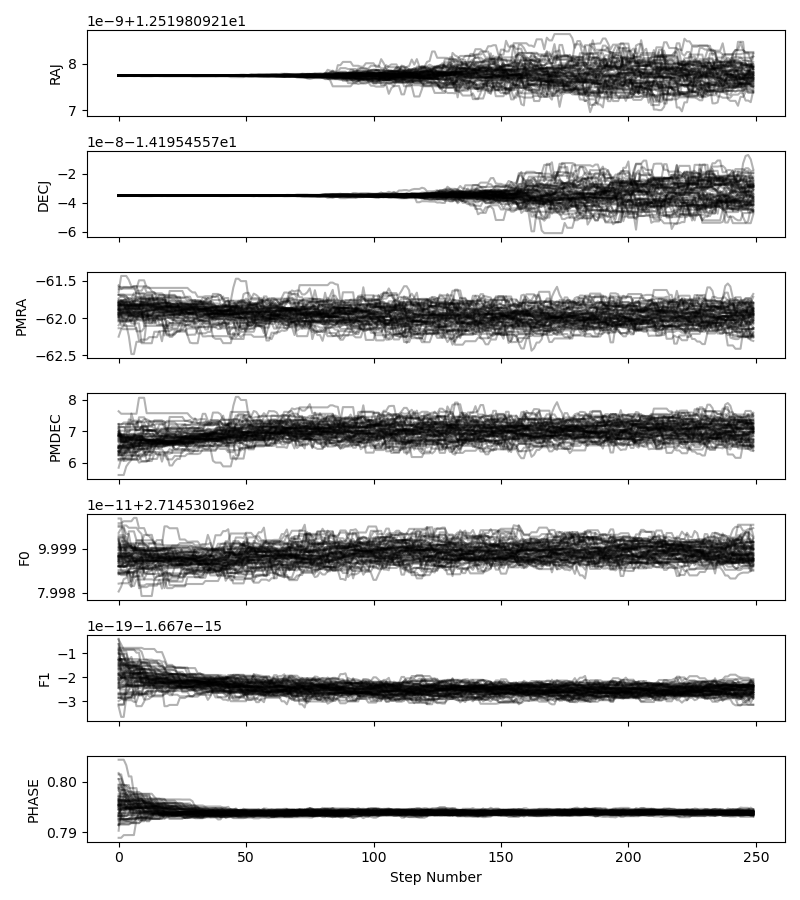 1e-9+1.251980921e1
8
7
RAJ
1e-8−1.41954557e1
−2
−4
−6
DECJ
−61.5
−62.0
−62.5
PMRA
8
7
6
PMDEC
1e-11+2.714530196e2
9.999
7.998
F0
1e-19−1.667e−15
−1
−2
−3
F1
0.80
0.79
PHASE
0 50 100 150 200 250
Step Number